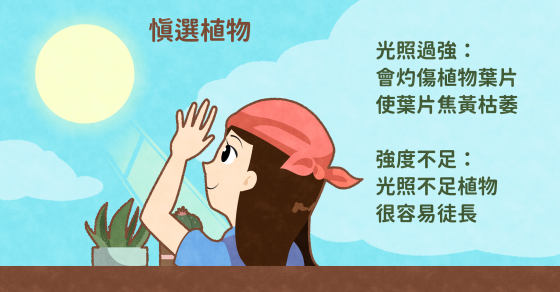 慎選植物
光照過強：
會灼傷植物葉片
使葉片焦黃枯萎
強度不足：
光照不足植物
很容易徒長